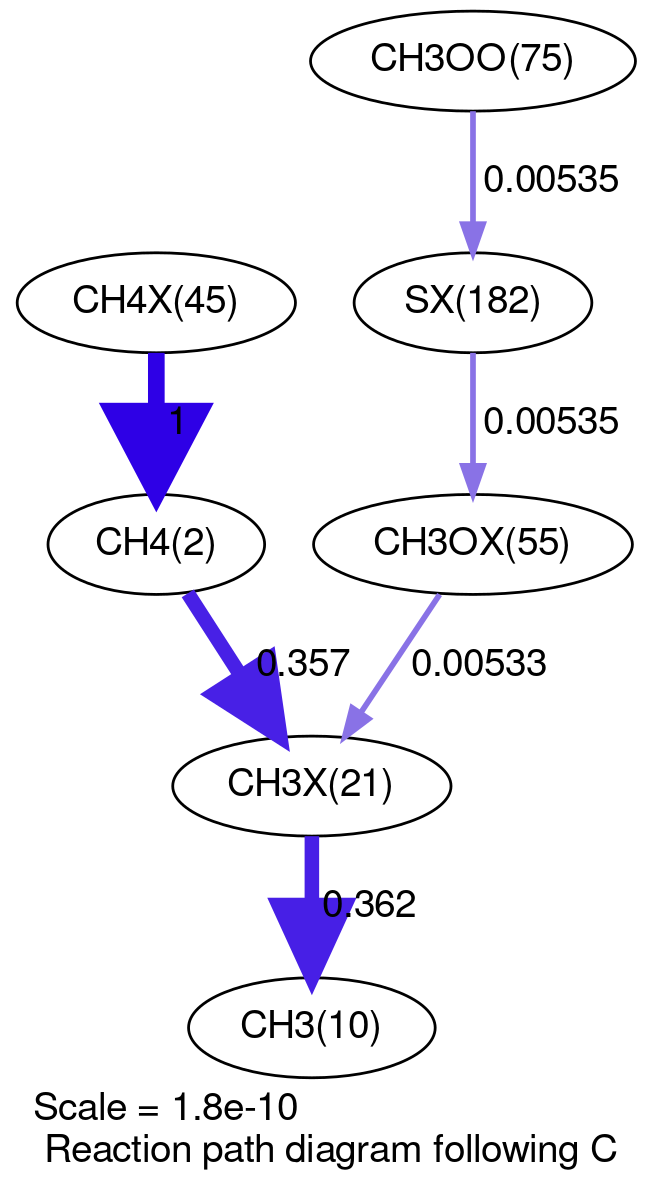 CH3OO(75)
0.00535
CH4X(45)
SX(182)
1
0.00535
CH4(2)
CH3OX(55)
0.357
0.00533
CH3X(21)
0.362
CH3(10)
Scale = 1.8e-10
Reaction path diagram following C